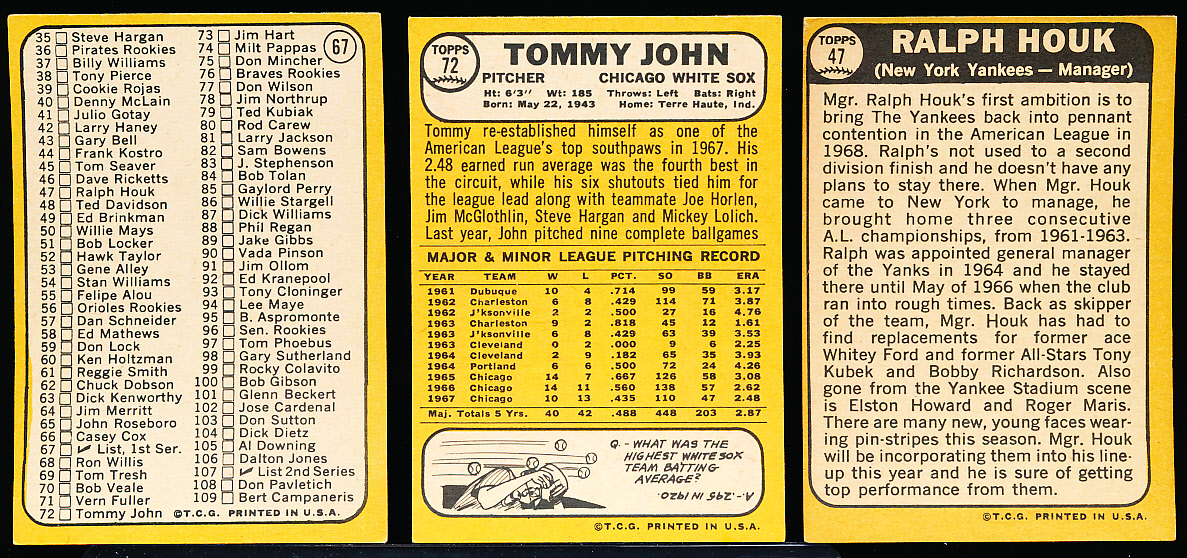 35 Steve Hargan
36 Pirates Rookies
37 Billy Williams
38 Tony Pierce
39 Cookie Rojas
40 Denny McLain
41 Julio Gotay
42 Larry Haney
43 Gary Bell
44 Frank Kostro
45 Tom Seaver
46 Dave Ricketts
47 Ralph Houk
48 Ted Davidson
49 Ed Brinkman
50 Willie Mays
51 Bob Locker
52 Hawk Taylor
53 Gene Alley
54 Stan Williams
55 Felipe Alou
56 Orioles Rookies
57 Dan Schneider
58 Ed Mathews
59 Don Lock
60 Ken Holtzman
61 Reggie Smith
62 Chuck Dobson
63 Dick Kenworthy
64 Jim Merritt
65 John Roseboro
66 Casey Cox
67 ✔ List, 1st Ser.
68 Ron Willis
69 Tom Tresh
70 Bob Veale
71 Vern Fuller
72 Tommy John
73 Jim Hart
74 Milt Pappas
75 Don Mincher
76 Braves Rookies
77 Don Wilson
78 Jim Northrup
79 Ted Kubiak
80 Rod Carew
81 Larry Jackson
82 Sam Bowens
83 J. Stephenson
84 Bob Tolan
85 Gaylord Perry
86 Willie Stargell
87 Dick Williams
88 Phil Regan
89 Jake Gibbs
90 Vada Pinson
91 Jim Ollom
92 Ed Kranepool
93 Tony Cloninger
94 Lee Maye
95 B. Aspromonte
96 Sen. Rookies
97 Tom Phoebus
98 Gary Sutherland
99 Rocky Colavito
100 Bob Gibson
101 Glenn Beckert
102 Jose Cardenal
103 Don Sutton
104 Dick Dietz
105 Al Downing
106 Dalton Jones
107 ✔ List 2nd Series
108 Don Pavletich
109 Bert Campaneris
67
©T.C.G. PRINTED IN U.S.A.
TOPPS
72
TOMMY JOHN
PITCHER CHICAGO WHITE SOX
Ht: 6'3" Wt: 185 Throws: Left Bats: Right
Born: May 22, 1943 Home: Terre Haute, Ind.
Tommy re-established himself as one of the
American League's top southpaws in 1967. His
2.48 earned run average was the fourth best in
the circuit, while his six shutouts tied him for
the league lead along with teammate Joe Horlen,
Jim McGlothlin, Steve Hargan and Mickey Lolich.
Last year, John pitched nine complete ballgames
MAJOR & MINOR LEAGUE PITCHING RECORD
YEAR TEAM W L PCT. SO BB ERA
1961 Dubuque 10 4 .714 99 59 3.17
1962 Charleston 6 8 .429 114 71 3.87
1962 J'ksonville 2 2 .500 27 16 4.76
1963 Charleston 9 2 .818 45 12 1.61
1963 J'ksonville 6 8 .429 63 39 3.53
1963 Cleveland 0 2 .000 9 6 2.25
1964 Cleveland 2 9 .182 65 35 3.93
1964 Portland 6 6 .500 72 24 4.26
1965 Chicago 14 7 .667 126 58 3.08
1966 Chicago 14 11 .560 138 57 2.62
1967 Chicago 10 13 .435 110 47 2.48
Maj. Totals 5 Yrs. 40 42 .488 448 203 2.87
Q.-WHAT WAS THE
HIGHEST WHITE SOX
TEAM BATTING
AVERAGE?
A.-.295 IN 1920.
©T.C.G. PRINTED IN U.S.A.
TOPPS
47
RALPH HOUK
(New York Yankees — Manager)
Mgr. Ralph Houk's first ambition is to
bring The Yankees back into pennant
contention in the American League in
1968. Ralph's not used to a second
division finish and he doesn't have any
plans to stay there. When Mgr. Houk
came to New York to manage, he
brought home three consecutive
A.L. championships, from 1961-1963.
Ralph was appointed general manager
of the Yanks in 1964 and he stayed
there until May of 1966 when the club
ran into rough times. Back as skipper
of the team, Mgr. Houk has had to
find replacements for former ace
Whitey Ford and former All-Stars Tony
Kubek and Bobby Richardson. Also
gone from the Yankee Stadium scene
is Elston Howard and Roger Maris.
There are many new, young faces wear-
ing pin-stripes this season. Mgr. Houk
will be incorporating them into his line-
up this year and he is sure of getting
top performance from them.
©T.C.G. PRINTED IN U.S.A.